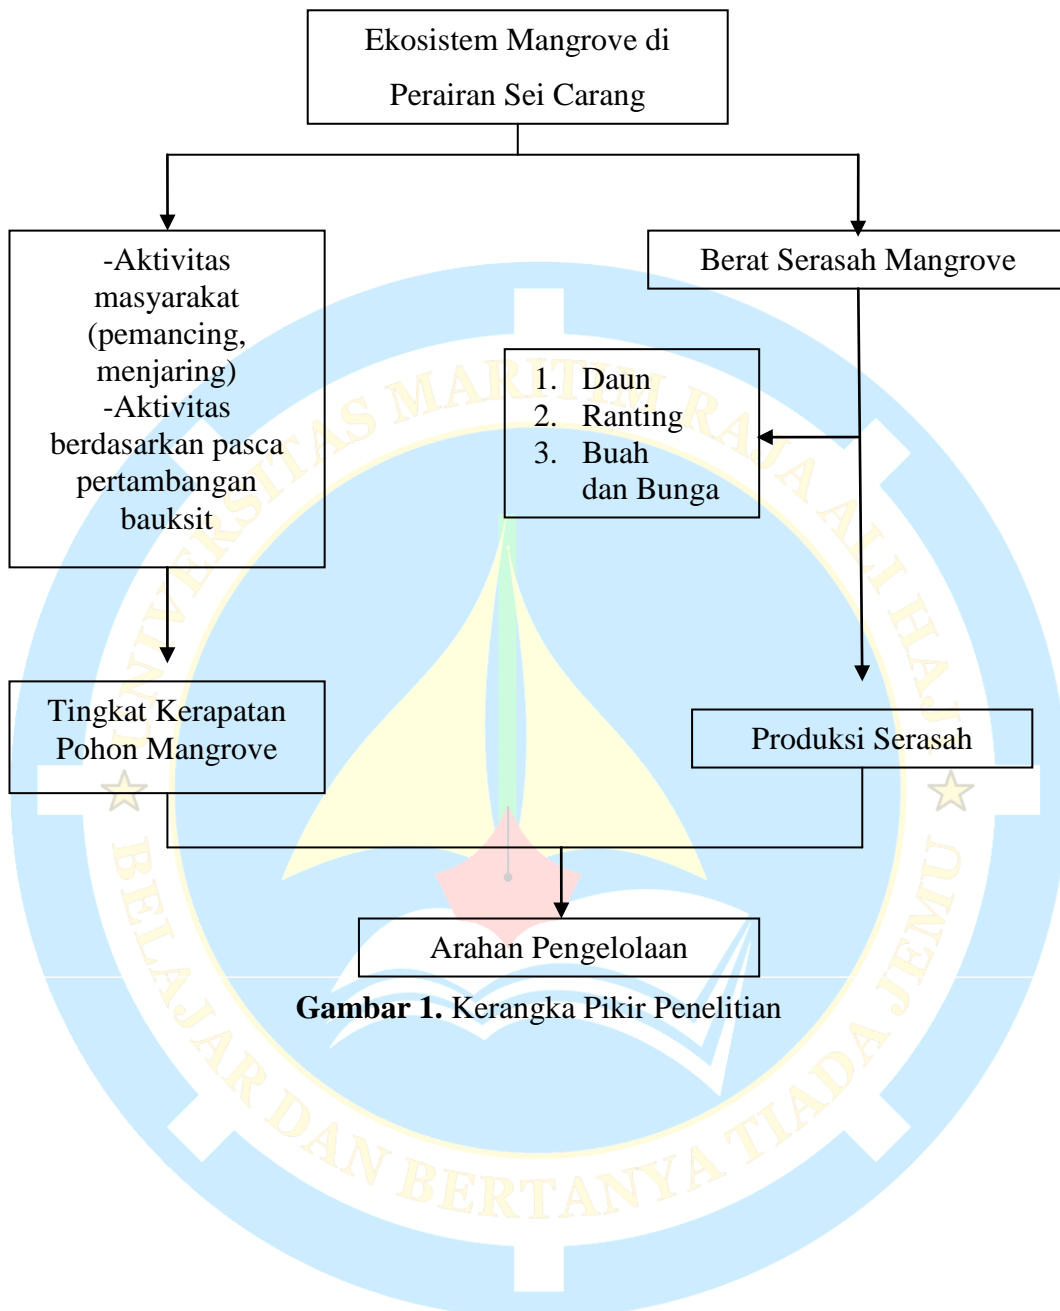 Ekosistem Mangrove di
Perairan Sei Carang
-Aktivitas
masyarakat
(pemancing,
menjaring)
-Aktivitas
berdasarkan pasca
pertambangan
bauksit
Berat Serasah Mangrove
1. Daun
2. Ranting
3. Buah
dan Bunga
Tingkat Kerapatan
Pohon Mangrove
Produksi Serasah
Arahan Pengelolaan
Gambar 1. Kerangka Pikir Penelitian
UNIVERSITAS MARITIM RAJA ALI HAJI
BELAJAR DAN BERTANYA TIADA JEMU